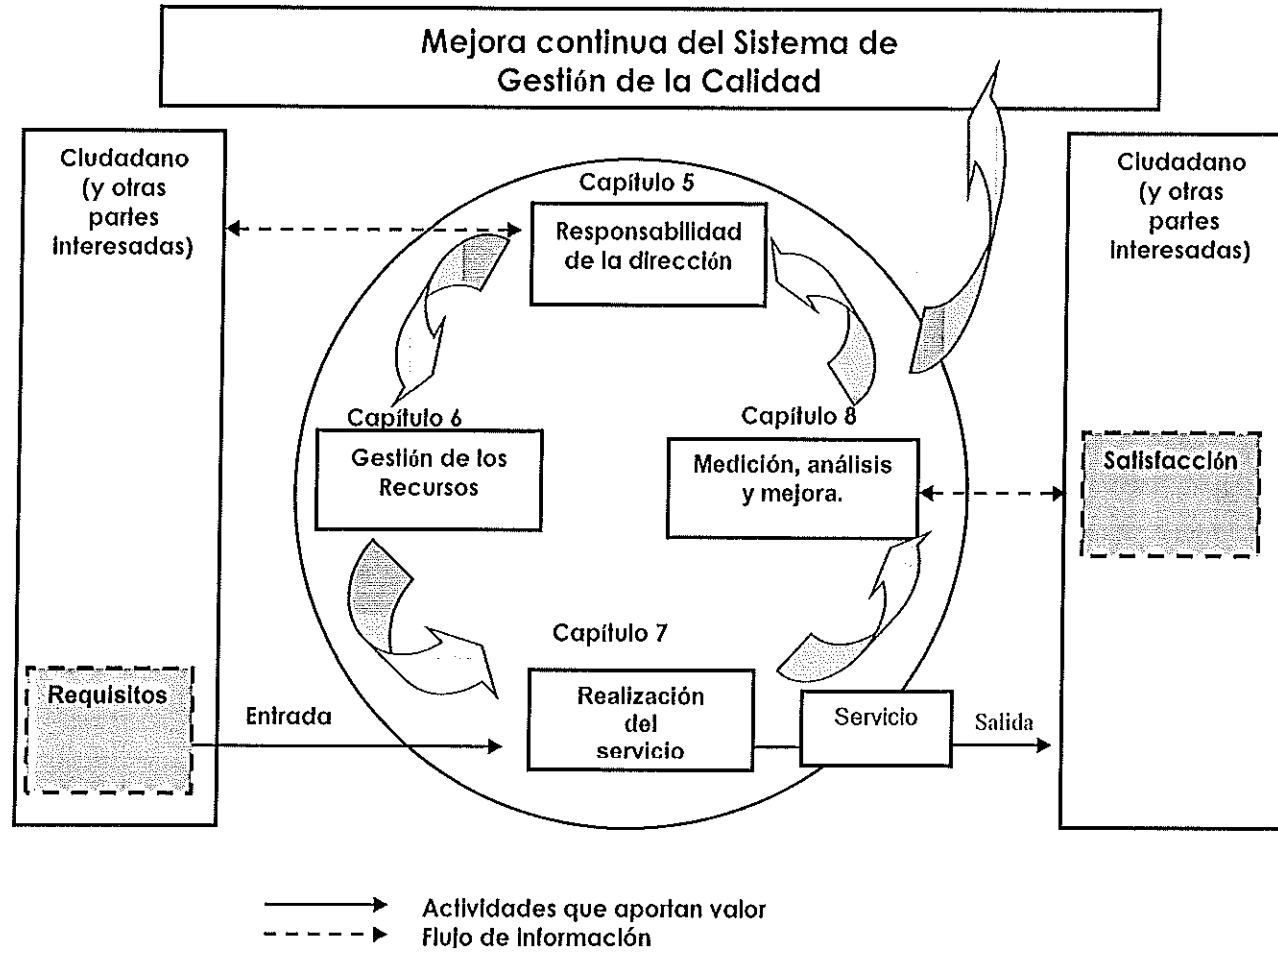 Mejora continua del Sistema de
Gestión de la Calidad
Ciudadano
(y otras
partes
interesadas)
Ciudadano
(y otras
partes
interesadas)
Capítulo 5
Responsabilidad
de la dirección
Capítulo 6
Gestión de los
Recursos
Capítulo 8
Medición, análisis
y mejora.
Satisfacción
Capítulo 7
Requisitos
Entrada
Realización
del
servicio
Servicio
Salida
Actividades que aportan valor
Flujo de información